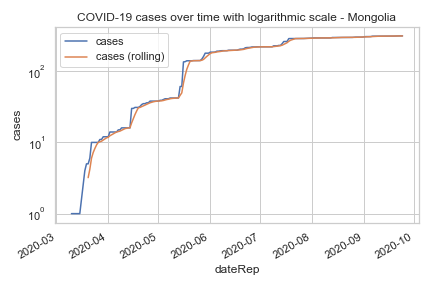 COVID-19 cases over time with logarithmic scale - Mongolia
cases
cases (rolling)
cases
10²
10¹
10⁰
2020-03
2020-04
2020-05
2020-06
2020-07
2020-08
2020-09
2020-10
dateRep